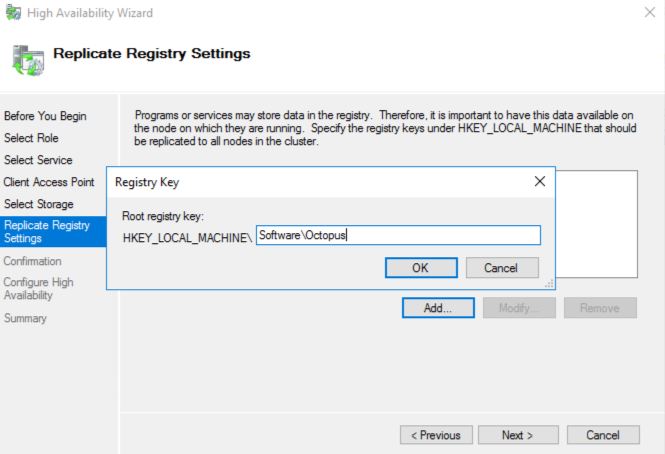 High Availability Wizard
Replicate Registry Settings
Before You Begin
Select Role
Select Service
Client Access Point
Select Storage
Replicate Registry
Settings
Confirmation
Configure High
Availability
Summary
Programs or services may store data in the registry. Therefore, it is important to have this data available on
the node on which they are running. Specify the registry keys under HKEY_LOCAL_MACHINE that should
be replicated to all nodes in the cluster.
Registry Key
Root registry key:
HKEY_LOCAL_MACHINE\ Software\Octopus
OK Cancel
Add... Modify... Remove
< Previous Next > Cancel